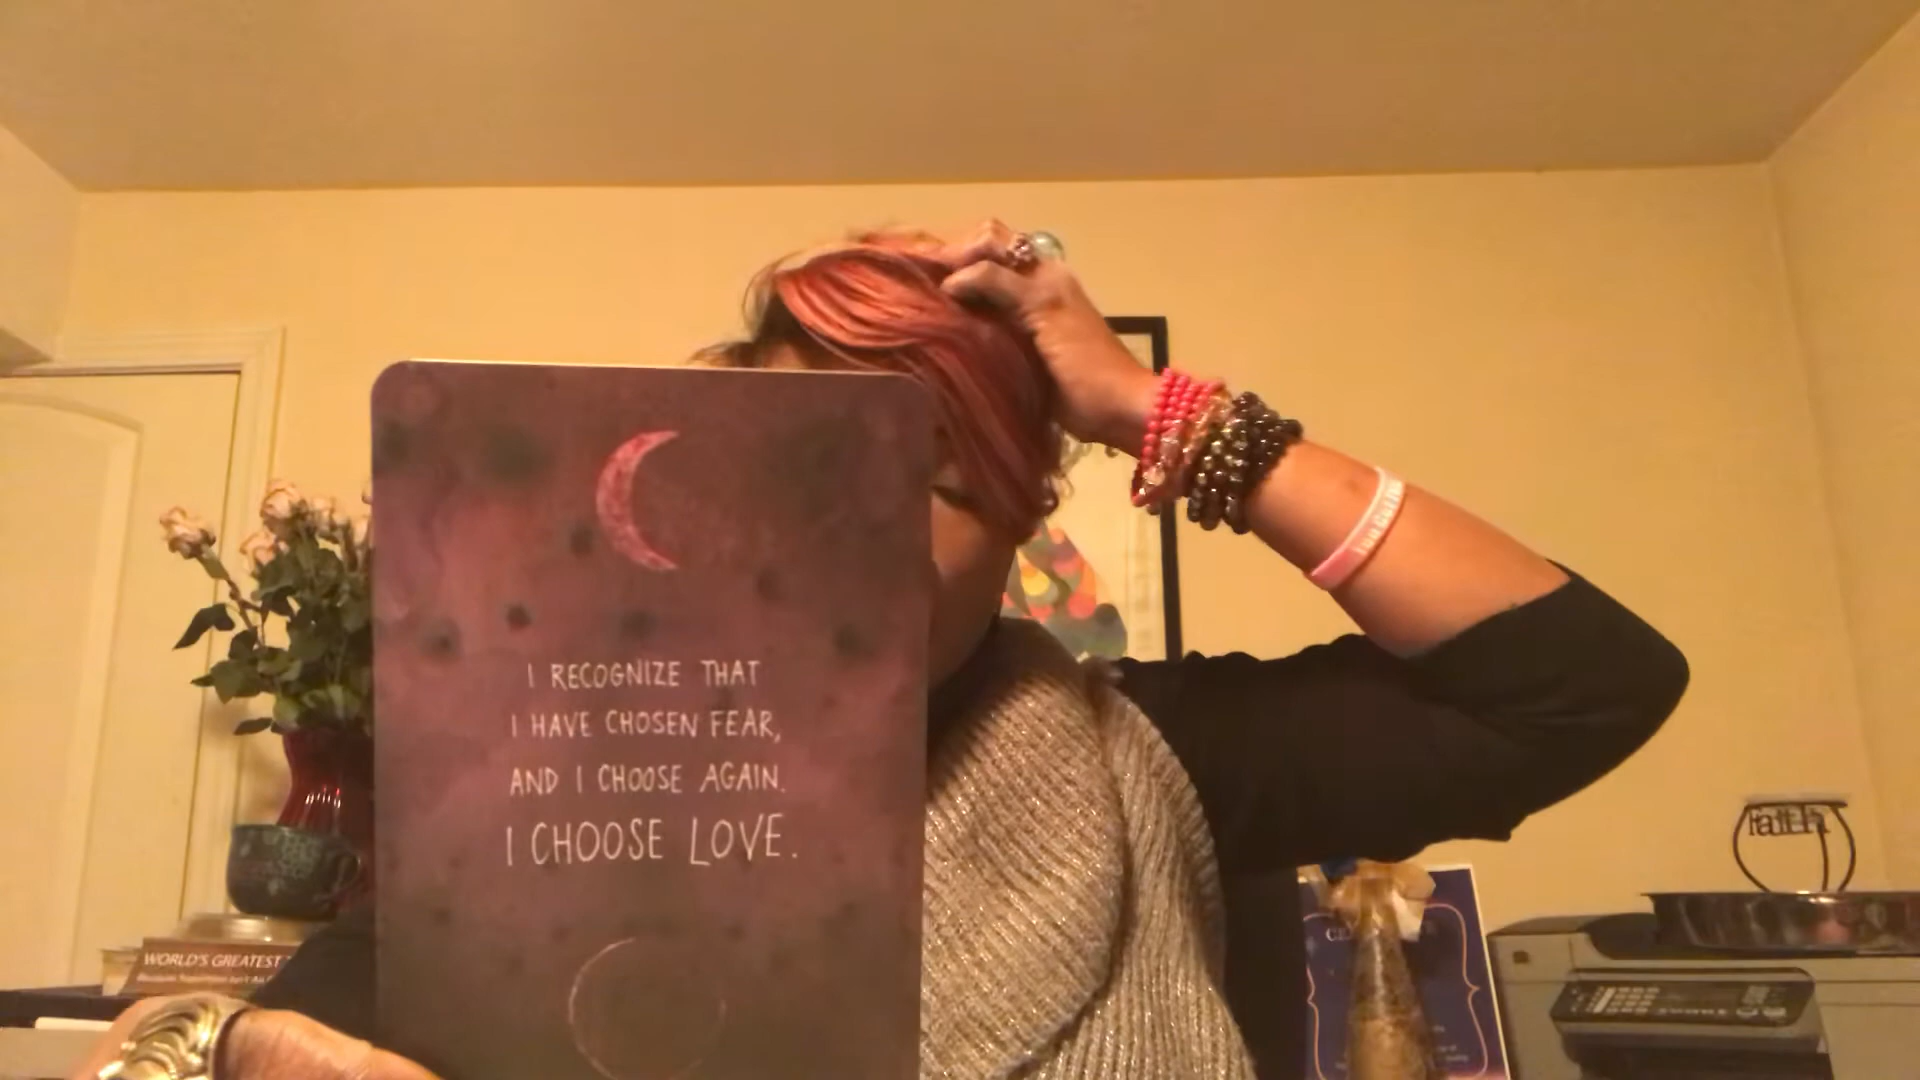 I RECOGNIZE THAT
I HAVE CHOSEN FEAR,
AND I CHOOSE AGAIN.
I CHOOSE LOVE.
WORLD'S GREATEST
Faith